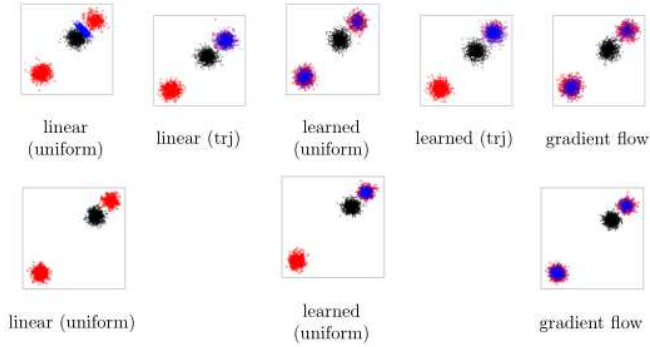 linear
(uniform)
linear (trj)
learned
(uniform)
learned (trj)
gradient flow
linear (uniform)
learned
(uniform)
gradient flow